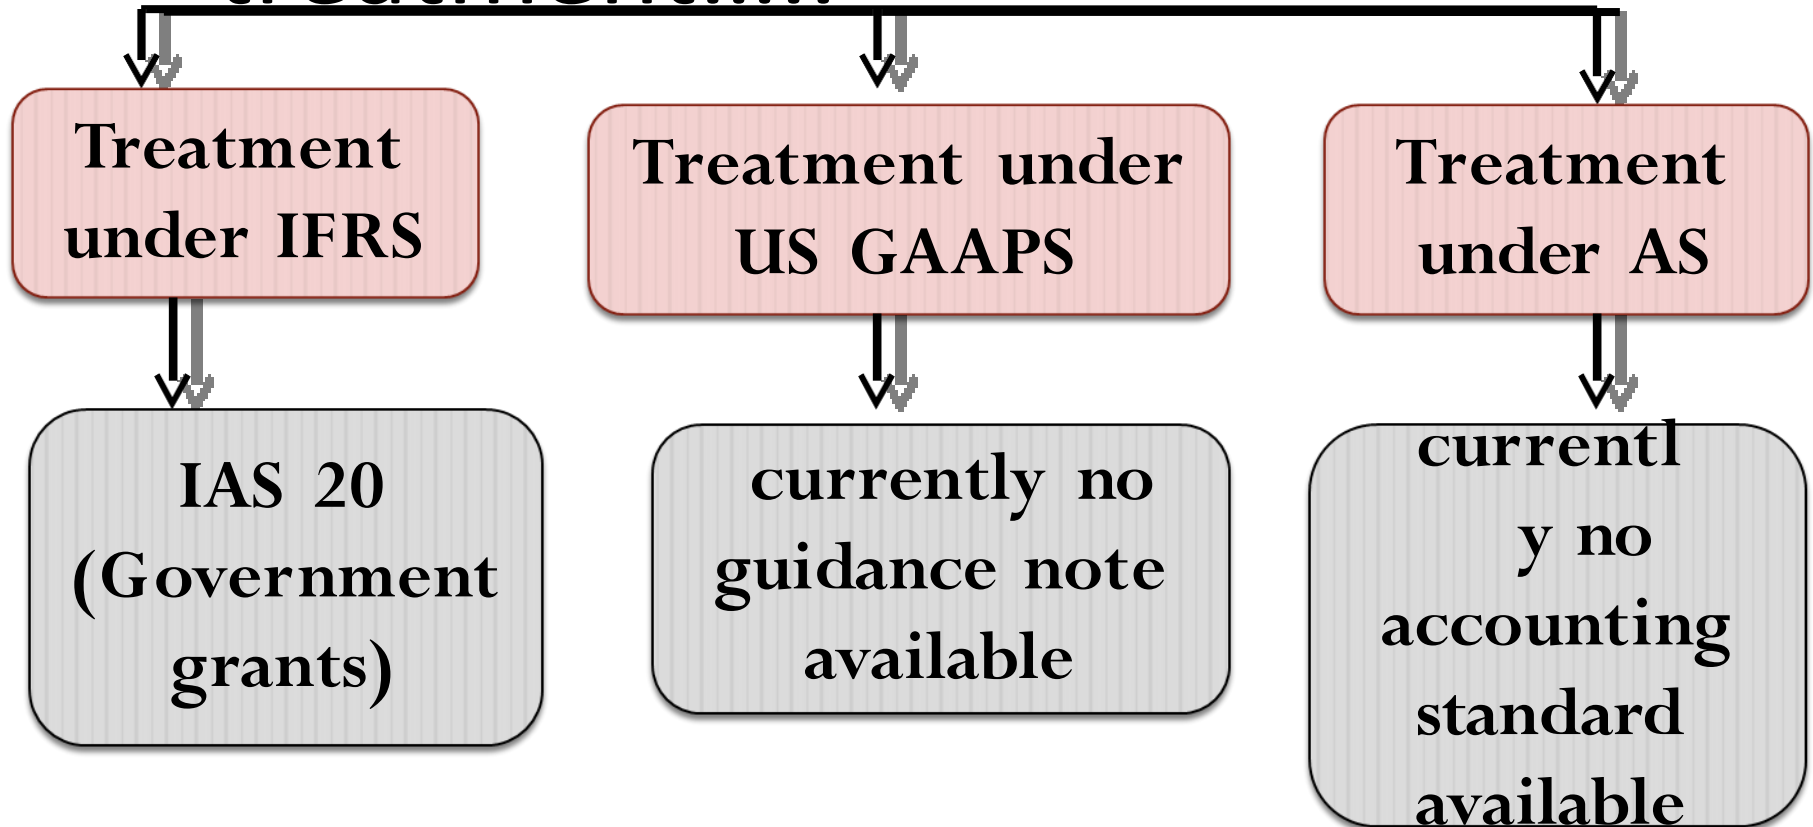 treatment.....
Treatment
under IFRS
Treatment under
US GAAPS
Treatment
under AS
IAS 20
(Government
grants)
currently no
guidance note
available
currentl
y no
accounting
standard
available